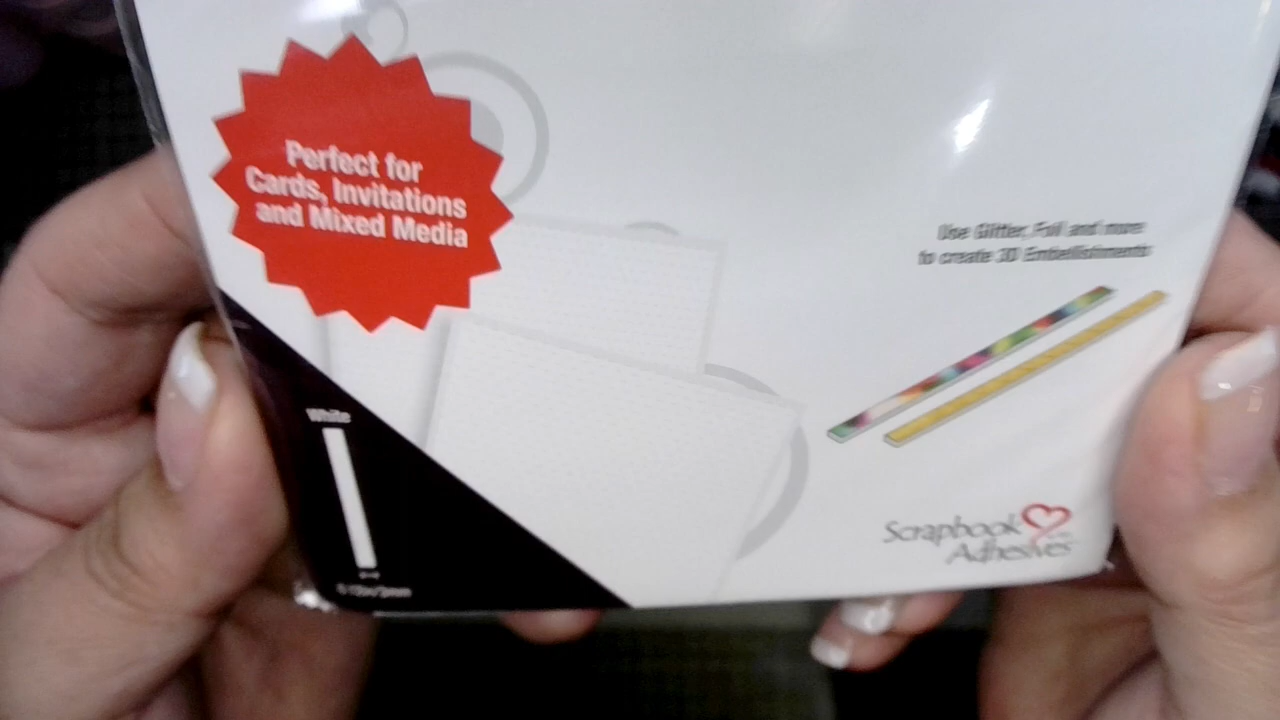 Perfect for
Cards, Invitations
and Mixed Media
Use Glitter, Foil and more
to create 3D Embellishments
White
Scrapbook
Adhesives